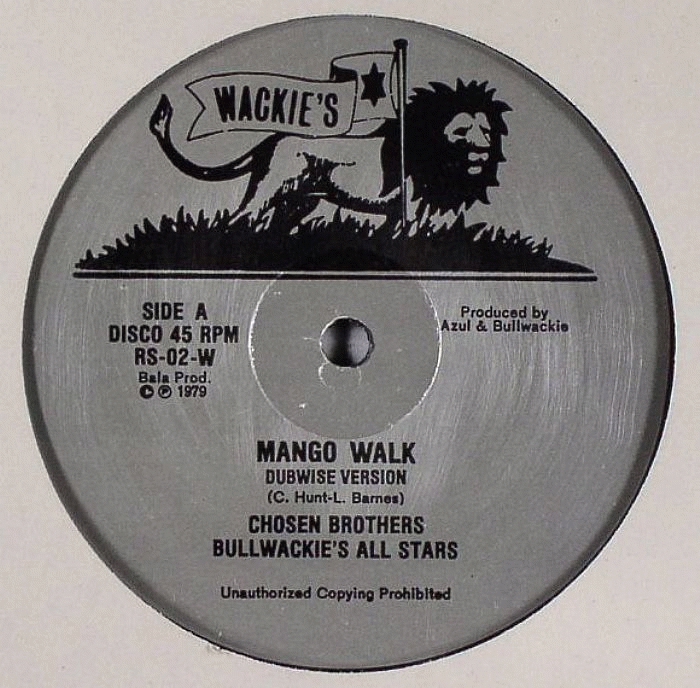 WACKIE'S
SIDE A
DISCO 45 RPM
RS-02-W
Bala Prod.
© ℗ 1979
Produced by
Azul & Bullwackie
MANGO WALK
DUBWISE VERSION
(C. Hunt-L. Barnes)
CHOSEN BROTHERS
BULLWACKIE'S ALL STARS
Unauthorized Copying Prohibited